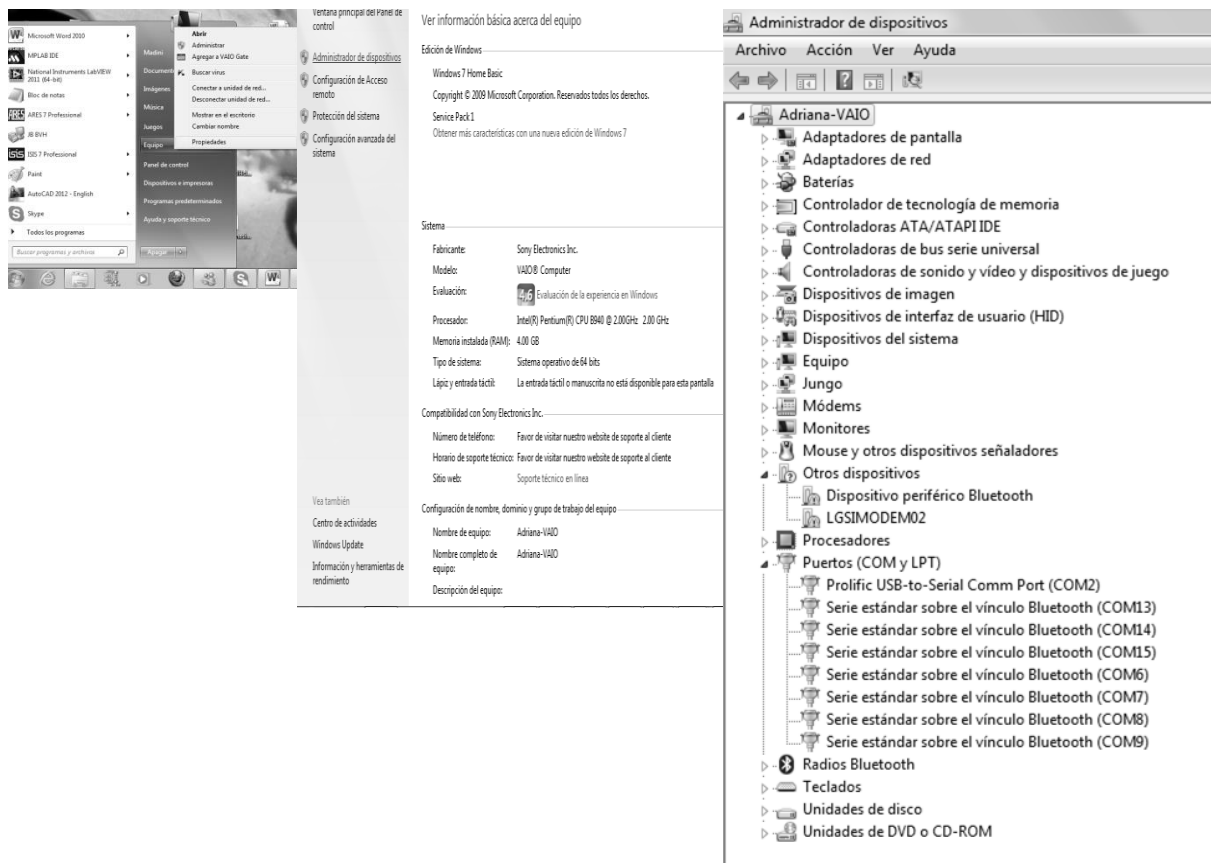 Microsoft Word 2010
MPLAB IDE
National Instruments LabVIEW
2011 (64-bit)
Bloc de notas
ARES 7 Professional
JB BVH
ISIS 7 Professional
Paint
AutoCAD 2012 - English
Skype
Todos los programas
Buscar programas y archivos
Imágenes
Música
Juegos
Equipo
Panel de control
Dispositivos e impresoras
Programas predeterminados
Ayuda y soporte técnico
Apagar
Abrir
Administrar
Agregar a VAIO Gate
Buscar virus
Conectar a unidad de red...
Desconectar unidad de red...
Mostrar en el escritorio
Cambiar nombre
Propiedades
Ventana principal del Panel de
control
Administrador de dispositivos
Configuración de Acceso
remoto
Protección del sistema
Configuración avanzada del
sistema
Vea también
Centro de actividades
Windows Update
Información y herramientas de
rendimiento
Ver información básica acerca del equipo
Edición de Windows
Windows 7 Home Basic
Copyright © 2009 Microsoft Corporation. Reservados todos los derechos.
Service Pack 1
Obtener más características con una nueva edición de Windows 7
Sistema
Fabricante: Sony Electronics Inc.
Modelo: VAIO® Computer
Evaluación: 4,6 Evaluación de la experiencia en Windows
Procesador: Intel(R) Pentium(R) CPU B940 @ 2.00GHz 2.00 GHz
Memoria instalada (RAM): 4.00 GB
Tipo de sistema: Sistema operativo de 64 bits
Lápiz y entrada táctil: La entrada táctil o manuscrita no está disponible para esta pantalla
Compatibilidad con Sony Electronics Inc.
Número de teléfono: Favor de visitar nuestro website de soporte al cliente
Horario de soporte técnico: Favor de visitar nuestro website de soporte al cliente
Sitio web: Soporte técnico en línea
Configuración de nombre, dominio y grupo de trabajo del equipo
Nombre de equipo: Adriana-VAIO
Nombre completo de Adriana-VAIO
equipo:
Descripción del equipo:
Administrador de dispositivos
Archivo Acción Ver Ayuda
Adriana-VAIO
Adaptadores de pantalla
Adaptadores de red
Baterías
Controlador de tecnología de memoria
Controladoras ATA/ATAPI IDE
Controladoras de bus serie universal
Controladoras de sonido y vídeo y dispositivos de juego
Dispositivos de imagen
Dispositivos de interfaz de usuario (HID)
Dispositivos del sistema
Equipo
Jungo
Módems
Monitores
Mouse y otros dispositivos señaladores
Otros dispositivos
Dispositivo periférico Bluetooth
LGSIMODEM02
Procesadores
Puertos (COM y LPT)
Prolific USB-to-Serial Comm Port (COM2)
Serie estándar sobre el vínculo Bluetooth (COM13)
Serie estándar sobre el vínculo Bluetooth (COM14)
Serie estándar sobre el vínculo Bluetooth (COM15)
Serie estándar sobre el vínculo Bluetooth (COM6)
Serie estándar sobre el vínculo Bluetooth (COM7)
Serie estándar sobre el vínculo Bluetooth (COM8)
Serie estándar sobre el vínculo Bluetooth (COM9)
Radios Bluetooth
Teclados
Unidades de disco
Unidades de DVD o CD-ROM